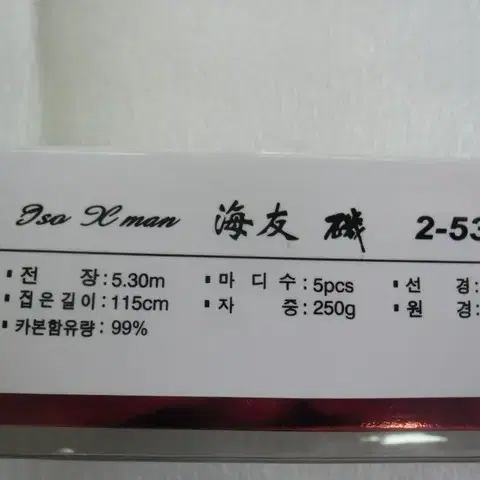 Iso X man 海友 磯 2-53
▪ 전 장 : 5.30m ▪ 마 디 수 : 5pcs ▪ 선 경 :
▪ 접은길이 : 115cm ▪ 자 중 : 250g ▪ 원 경 :
▪ 카본함유량 : 99%